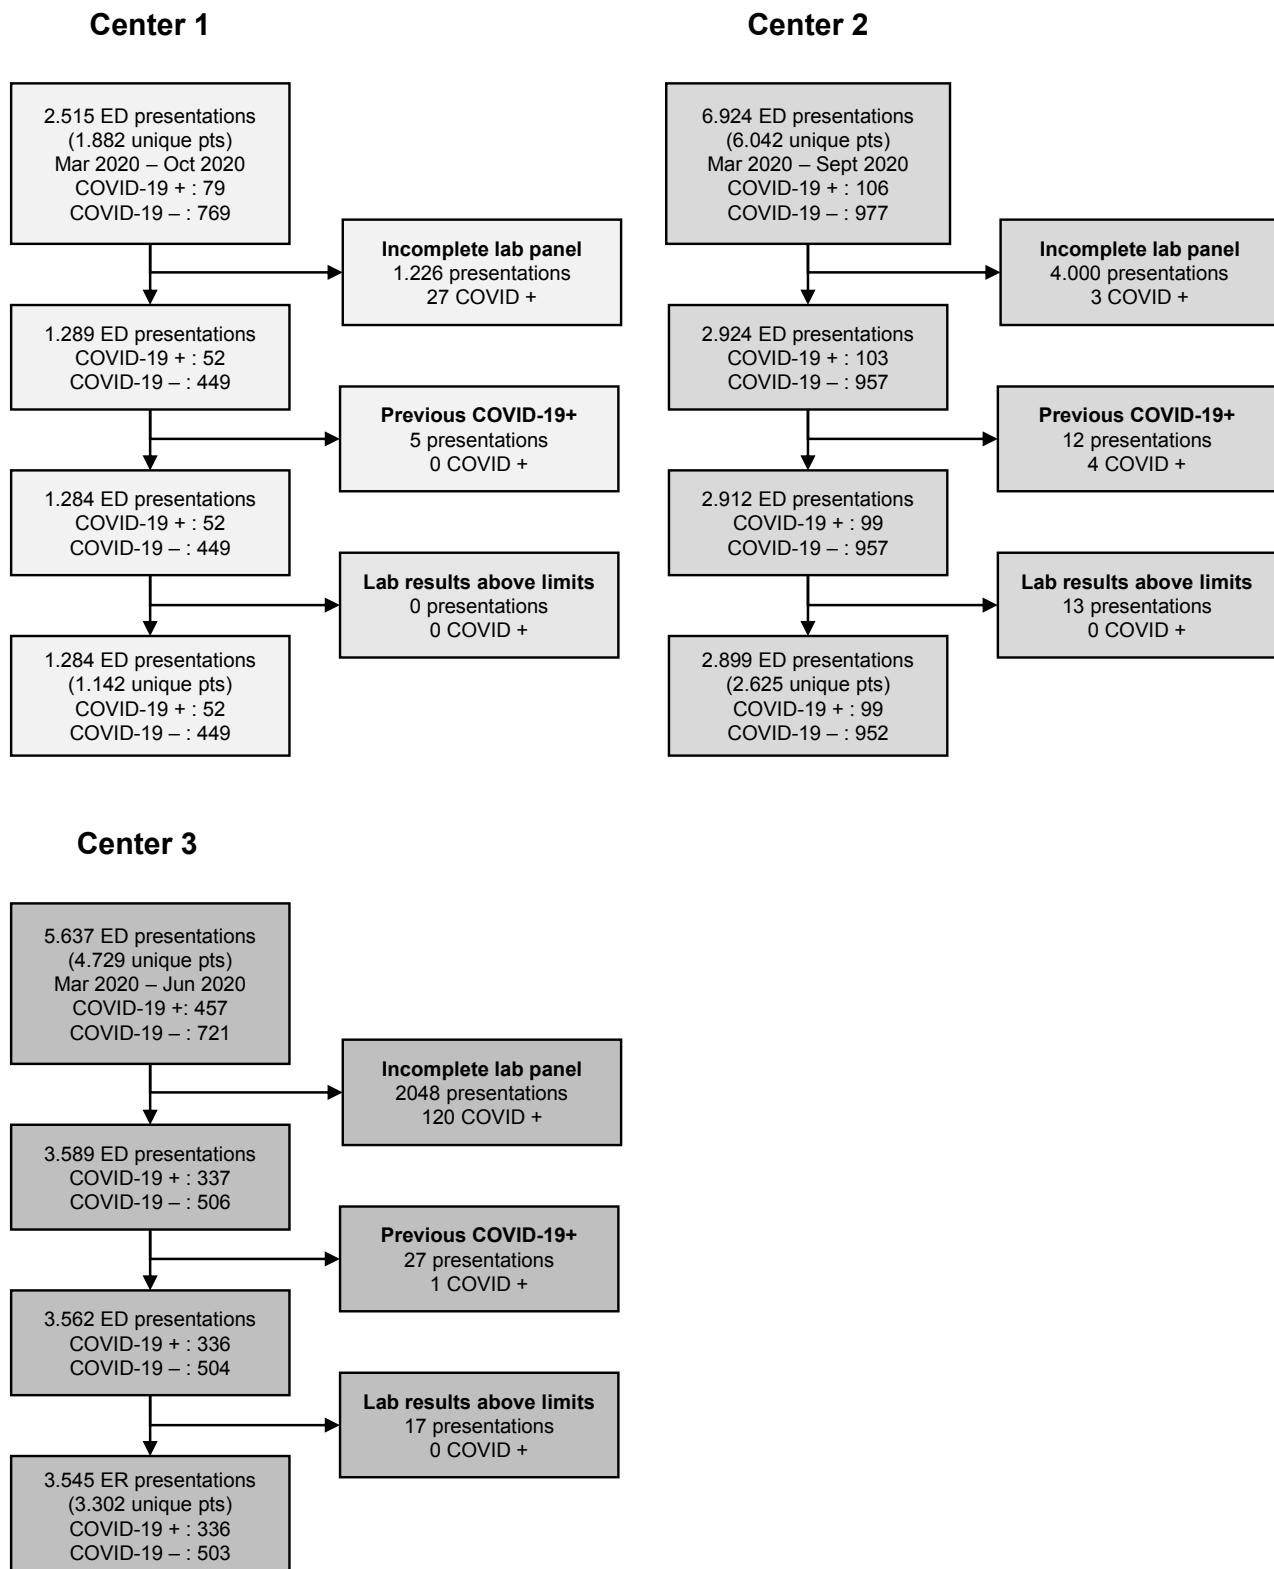 Center 1
2.515 ED presentations
(1.882 unique pts)
Mar 2020 – Oct 2020
COVID-19 + : 79
COVID-19 – : 769
Incomplete lab panel
1.226 presentations
27 COVID +
1.289 ED presentations
COVID-19 + : 52
COVID-19 – : 449
Previous COVID-19+
5 presentations
0 COVID +
1.284 ED presentations
COVID-19 + : 52
COVID-19 – : 449
Lab results above limits
0 presentations
0 COVID +
1.284 ED presentations
(1.142 unique pts)
COVID-19 + : 52
COVID-19 – : 449
Center 2
6.924 ED presentations
(6.042 unique pts)
Mar 2020 – Sept 2020
COVID-19 + : 106
COVID-19 – : 977
Incomplete lab panel
4.000 presentations
3 COVID +
2.924 ED presentations
COVID-19 + : 103
COVID-19 – : 957
Previous COVID-19+
12 presentations
4 COVID +
2.912 ED presentations
COVID-19 + : 99
COVID-19 – : 957
Lab results above limits
13 presentations
0 COVID +
2.899 ED presentations
(2.625 unique pts)
COVID-19 + : 99
COVID-19 – : 952
Center 3
5.637 ED presentations
(4.729 unique pts)
Mar 2020 – Jun 2020
COVID-19 +: 457
COVID-19 – : 721
Incomplete lab panel
2048 presentations
120 COVID +
3.589 ED presentations
COVID-19 + : 337
COVID-19 – : 506
Previous COVID-19+
27 presentations
1 COVID +
3.562 ED presentations
COVID-19 + : 336
COVID-19 – : 504
Lab results above limits
17 presentations
0 COVID +
3.545 ER presentations
(3.302 unique pts)
COVID-19 + : 336
COVID-19 – : 503